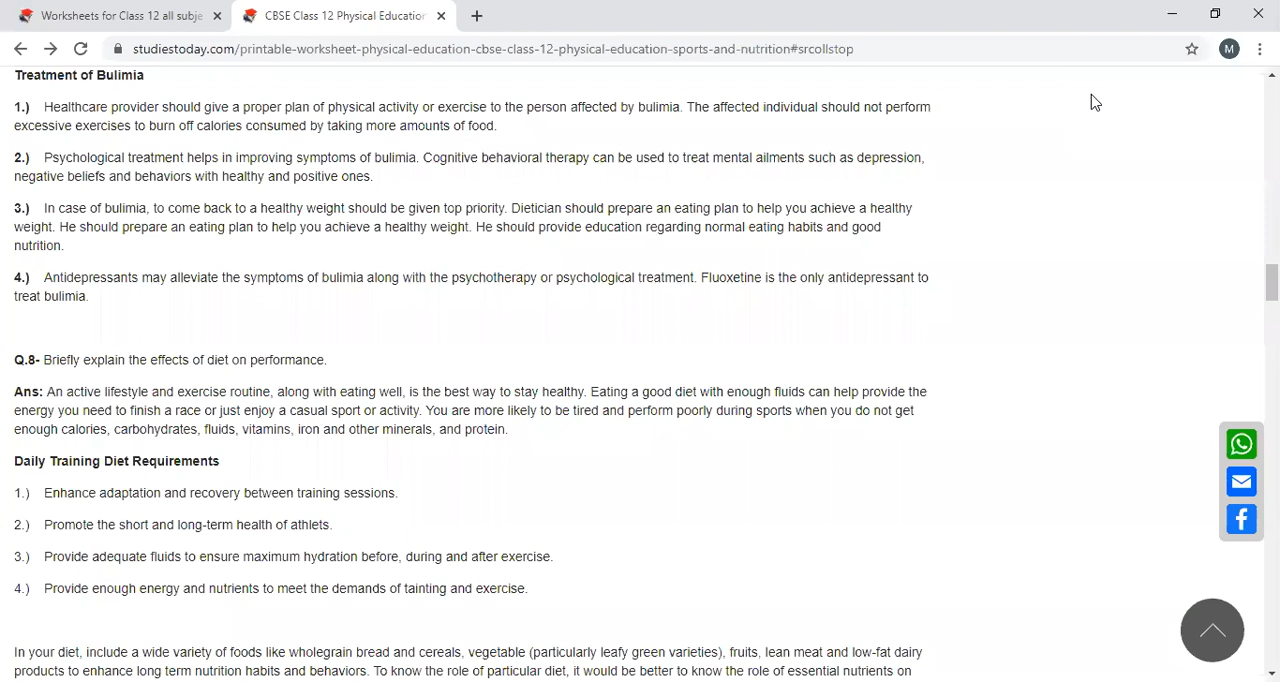 Worksheets for Class 12 all subje
CBSE Class 12 Physical Education
studiestoday.com/printable-worksheet-physical-education-cbse-class-12-physical-education-sports-and-nutrition#srcollstop
M
Treatment of Bulimia
1.) Healthcare provider should give a proper plan of physical activity or exercise to the person affected by bulimia. The affected individual should not perform
excessive exercises to burn off calories consumed by taking more amounts of food.
2.) Psychological treatment helps in improving symptoms of bulimia. Cognitive behavioral therapy can be used to treat mental ailments such as depression,
negative beliefs and behaviors with healthy and positive ones.
3.) In case of bulimia, to come back to a healthy weight should be given top priority. Dietician should prepare an eating plan to help you achieve a healthy
weight. He should prepare an eating plan to help you achieve a healthy weight. He should provide education regarding normal eating habits and good
nutrition.
4.) Antidepressants may alleviate the symptoms of bulimia along with the psychotherapy or psychological treatment. Fluoxetine is the only antidepressant to
treat bulimia.
Q.8- Briefly explain the effects of diet on performance.
Ans: An active lifestyle and exercise routine, along with eating well, is the best way to stay healthy. Eating a good diet with enough fluids can help provide the
energy you need to finish a race or just enjoy a casual sport or activity. You are more likely to be tired and perform poorly during sports when you do not get
enough calories, carbohydrates, fluids, vitamins, iron and other minerals, and protein.
Daily Training Diet Requirements
1.) Enhance adaptation and recovery between training sessions.
2.) Promote the short and long-term health of athlets.
3.) Provide adequate fluids to ensure maximum hydration before, during and after exercise.
4.) Provide enough energy and nutrients to meet the demands of tainting and exercise.
In your diet, include a wide variety of foods like wholegrain bread and cereals, vegetable (particularly leafy green varieties), fruits, lean meat and low-fat dairy
products to enhance long term nutrition habits and behaviors. To know the role of particular diet, it would be better to know the role of essential nutrients on